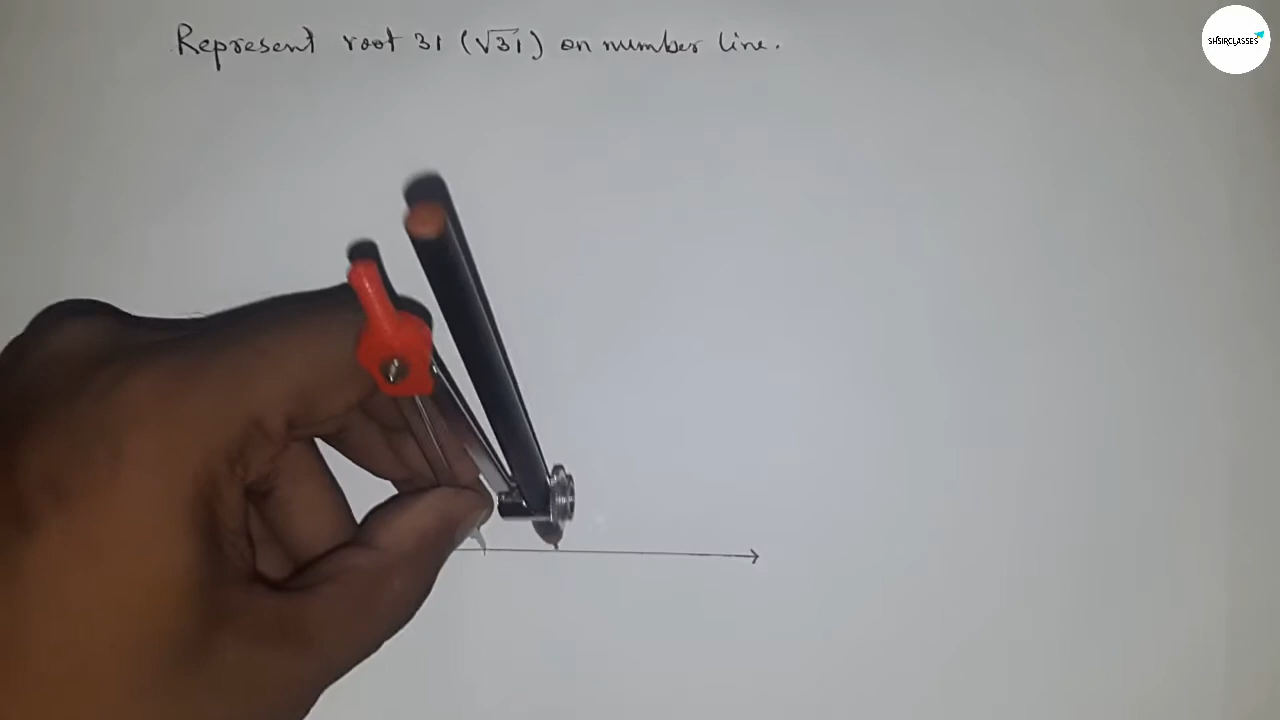 Represent root 31 (√31) on number line.
SHSIRCLASSES